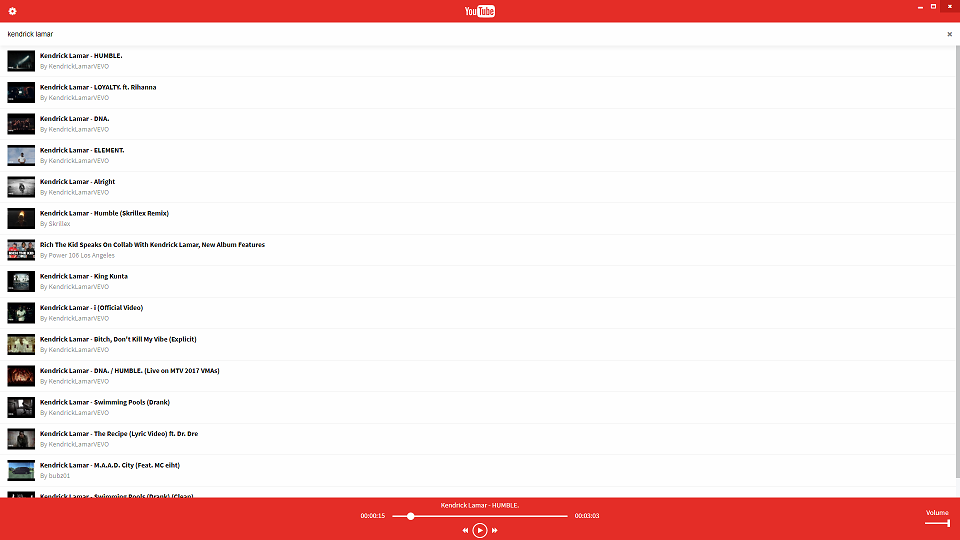 YouTube
kendrick lamar
Kendrick Lamar - HUMBLE.
By KendrickLamarVEVO
Kendrick Lamar - LOYALTY. ft. Rihanna
By KendrickLamarVEVO
Kendrick Lamar - DNA.
By KendrickLamarVEVO
Kendrick Lamar - ELEMENT.
By KendrickLamarVEVO
Kendrick Lamar - Alright
By KendrickLamarVEVO
Kendrick Lamar - Humble (Skrillex Remix)
By Skrillex
Rich The Kid Speaks On Collab With Kendrick Lamar, New Album Features
By Power 106 Los Angeles
Kendrick Lamar - King Kunta
By KendrickLamarVEVO
Kendrick Lamar - i (Official Video)
By KendrickLamarVEVO
Kendrick Lamar - Bitch, Don't Kill My Vibe (Explicit)
By KendrickLamarVEVO
Kendrick Lamar - DNA. / HUMBLE. (Live on MTV 2017 VMAs)
By KendrickLamarVEVO
Kendrick Lamar - Swimming Pools (Drank)
By KendrickLamarVEVO
Kendrick Lamar - The Recipe (Lyric Video) ft. Dr. Dre
By KendrickLamarVEVO
Kendrick Lamar - M.A.A.D. City (Feat. MC eiht)
By bubz01
Kendrick Lamar - Swimming Pools (Drank) (Clean)
Kendrick Lamar - HUMBLE.
00:00:15
00:03:03
Volume